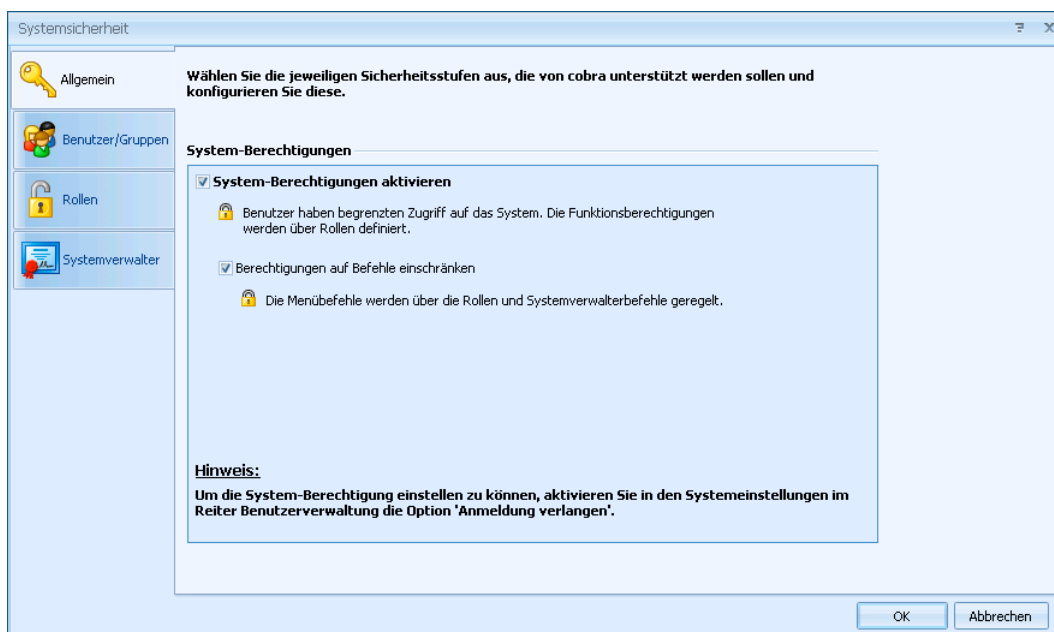 Systemsicherheit
Allgemein
Benutzer/Gruppen
Rollen
Systemverwalter
Wählen Sie die jeweiligen Sicherheitsstufen aus, die von cobra unterstützt werden sollen und
konfigurieren Sie diese.
System-Berechtigungen
System-Berechtigungen aktivieren
Benutzer haben begrenzten Zugriff auf das System. Die Funktionsberechtigungen
werden über Rollen definiert.
Berechtigungen auf Befehle einschränken
Die Menübefehle werden über die Rollen und Systemverwalterbefehle geregelt.
Hinweis:
Um die System-Berechtigung einstellen zu können, aktivieren Sie in den Systemeinstellungen im
Reiter Benutzerverwaltung die Option 'Anmeldung verlangen'.
OK
Abbrechen